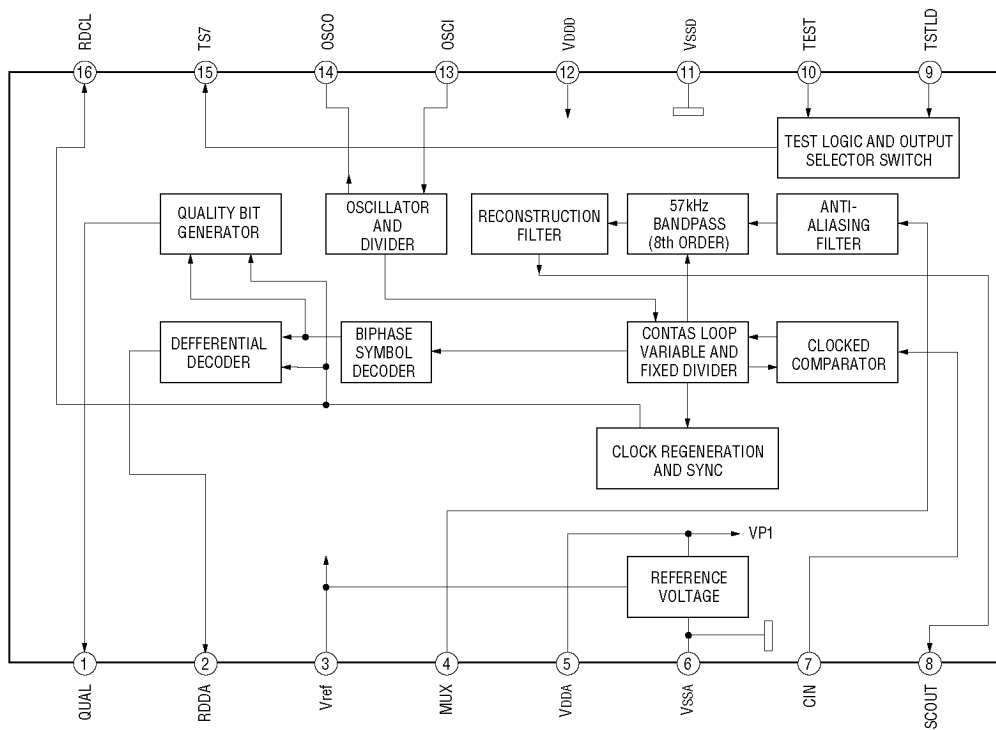 RDCL
TS7
OSCO
OSCI
VDDD
VSSD
TEST
TSTLD
16
15
14
13
12
11
10
9
TEST LOGIC AND OUTPUT
SELECTOR SWITCH
QUALITY BIT
GENERATOR
OSCILLATOR
AND
DIVIDER
RECONSTRUCTION
FILTER
57kHz
BANDPASS
(8th ORDER)
ANTI-
ALIASING
FILTER
DEFFERENTIAL
DECODER
BIPHASE
SYMBOL
DECODER
CONTAS LOOP
VARIABLE AND
FIXED DIVIDER
CLOCKED
COMPARATOR
CLOCK REGENERATION
AND SYNC
VP1
REFERENCE
VOLTAGE
1
2
3
4
5
6
7
8
QUAL
RDDA
Vref
MUX
VDDA
VSSA
CIN
SCOUT